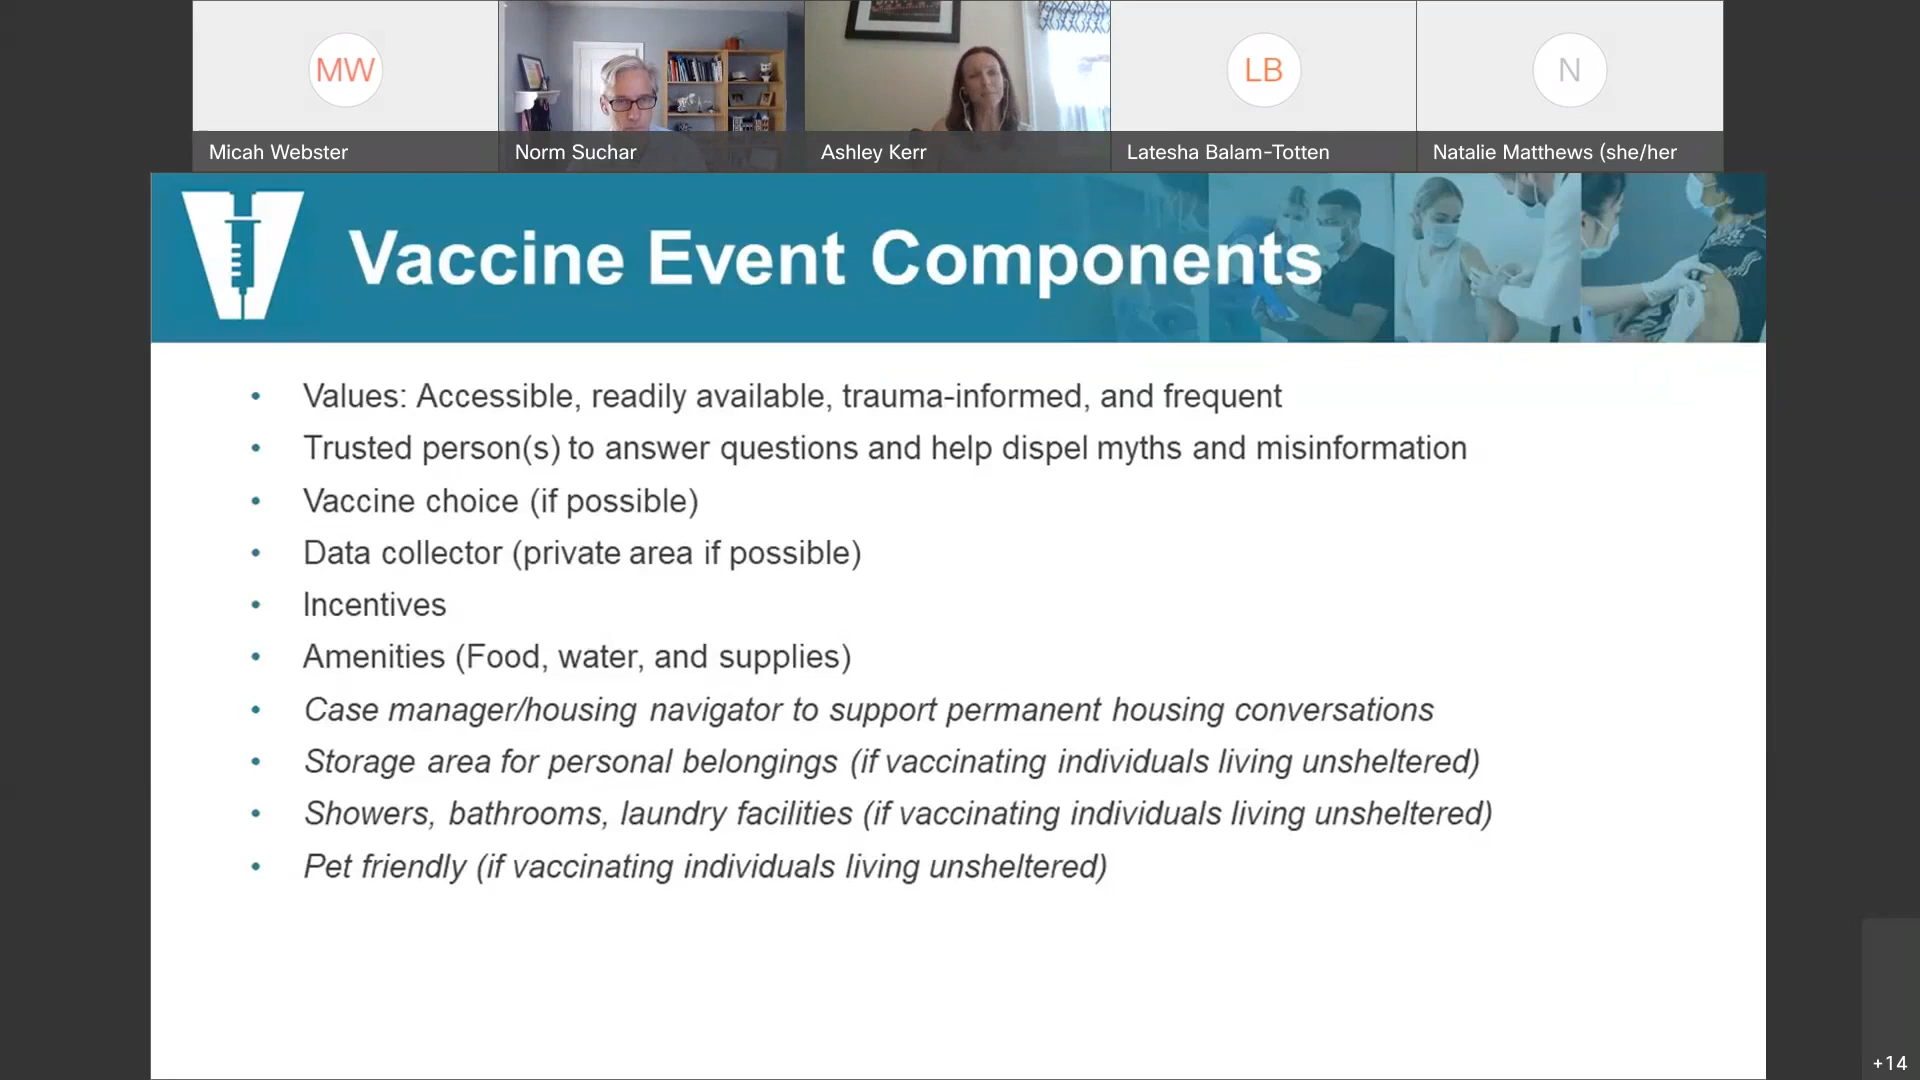 MW
LB
N
Micah Webster
Norm Suchar
Ashley Kerr
Latesha Balam-Totten
Natalie Matthews (she/her
Vaccine Event Components
• Values: Accessible, readily available, trauma-informed, and frequent
• Trusted person(s) to answer questions and help dispel myths and misinformation
• Vaccine choice (if possible)
• Data collector (private area if possible)
• Incentives
• Amenities (Food, water, and supplies)
• Case manager/housing navigator to support permanent housing conversations
• Storage area for personal belongings (if vaccinating individuals living unsheltered)
• Showers, bathrooms, laundry facilities (if vaccinating individuals living unsheltered)
• Pet friendly (if vaccinating individuals living unsheltered)
+14